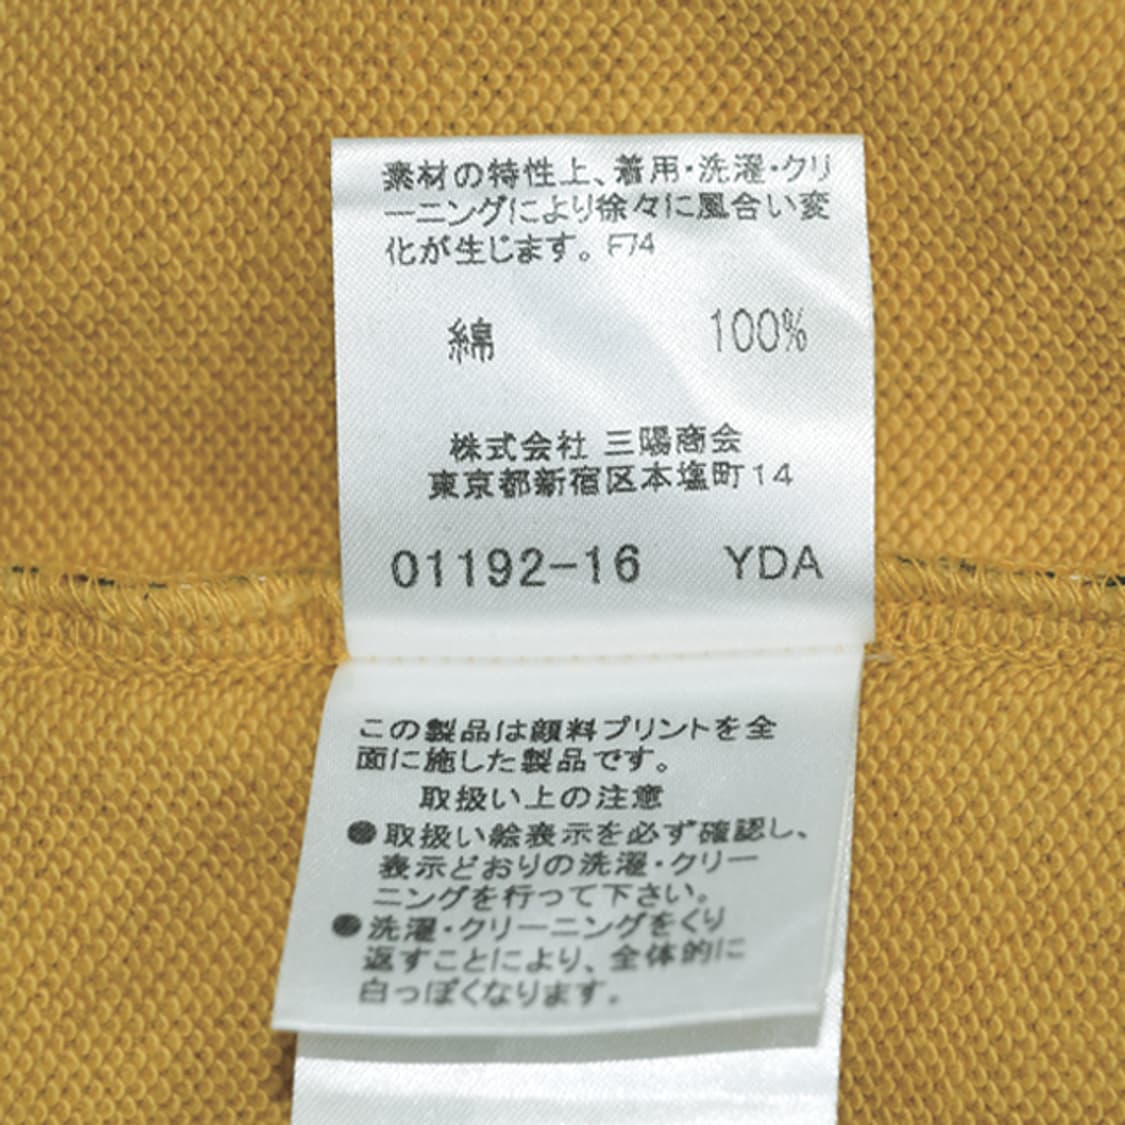 素材の特性上、着用・洗濯・クリ
ーニングにより徐々に風合い変
化が生じます。F74
綿 100%
株式会社 三陽商会
東京都新宿区本塩町14
01192-16 YDA
この製品は顔料プリントを全
面に施した製品です。
取扱い上の注意
●取扱い絵表示を必ず確認し、
表示どおりの洗濯・クリー
ニングを行って下さい。
●洗濯・クリーニングをくり
返すことにより、全体的に
白っぽくなります。